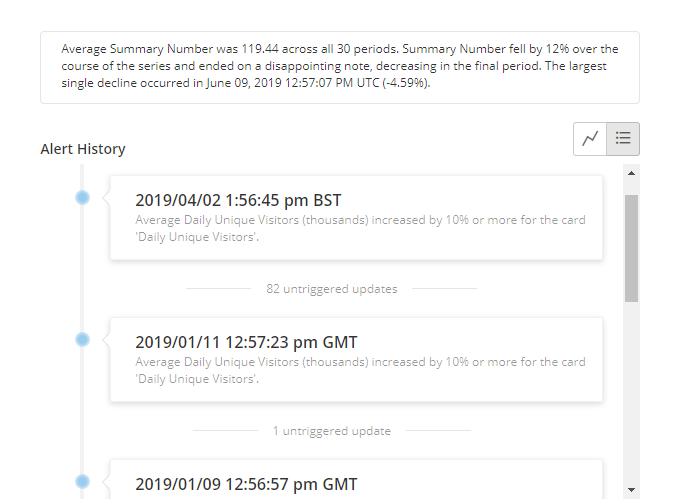 Average Summary Number was 119.44 across all 30 periods. Summary Number fell by 12% over the
course of the series and ended on a disappointing note, decreasing in the final period. The largest
single decline occurred in June 09, 2019 12:57:07 PM UTC (-4.59%).
Alert History
2019/04/02 1:56:45 pm BST
Average Daily Unique Visitors (thousands) increased by 10% or more for the card
'Daily Unique Visitors'.
82 untriggered updates
2019/01/11 12:57:23 pm GMT
Average Daily Unique Visitors (thousands) increased by 10% or more for the card
'Daily Unique Visitors'.
1 untriggered update
2019/01/09 12:56:57 pm GMT